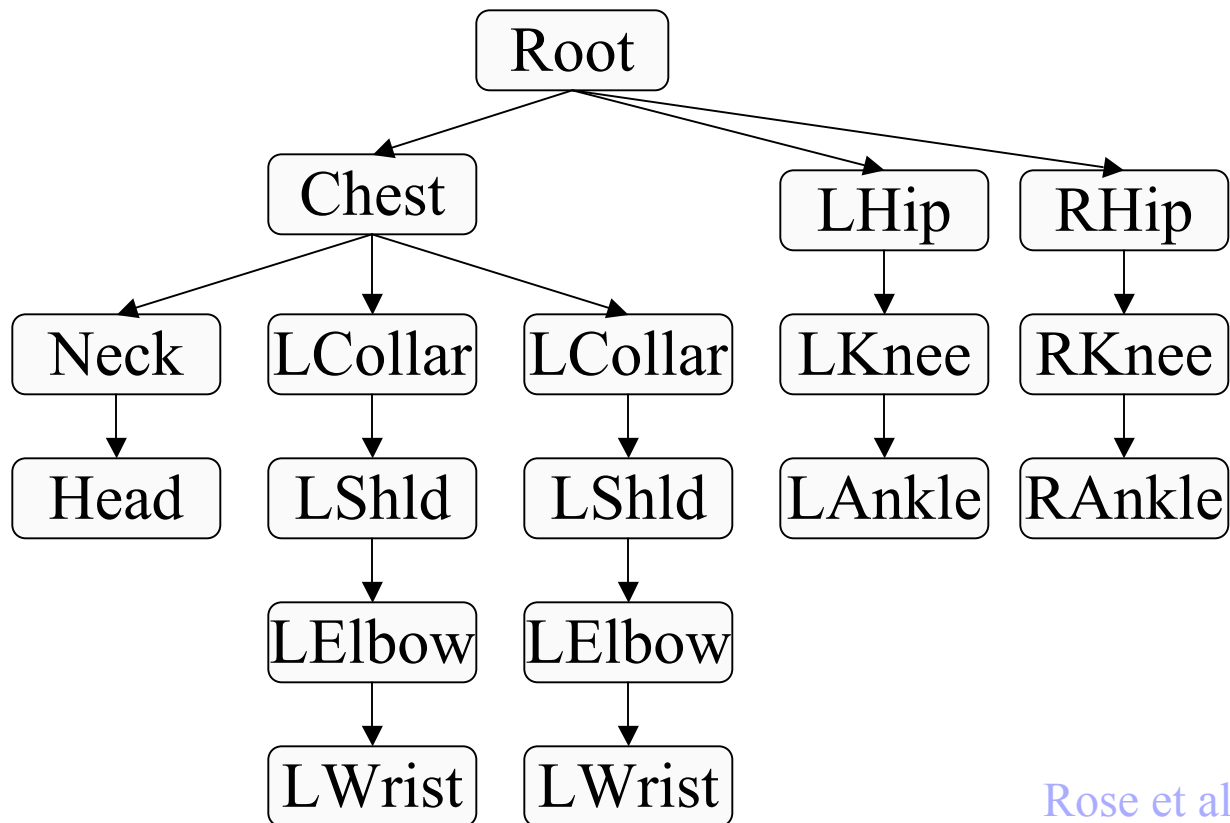 Root
Chest
LHip
RHip
Neck
LCollar
LCollar
LKnee
RKnee
Head
LShld
LShld
LAnkle
RAnkle
LElbow
LElbow
LWrist
LWrist
Rose et al